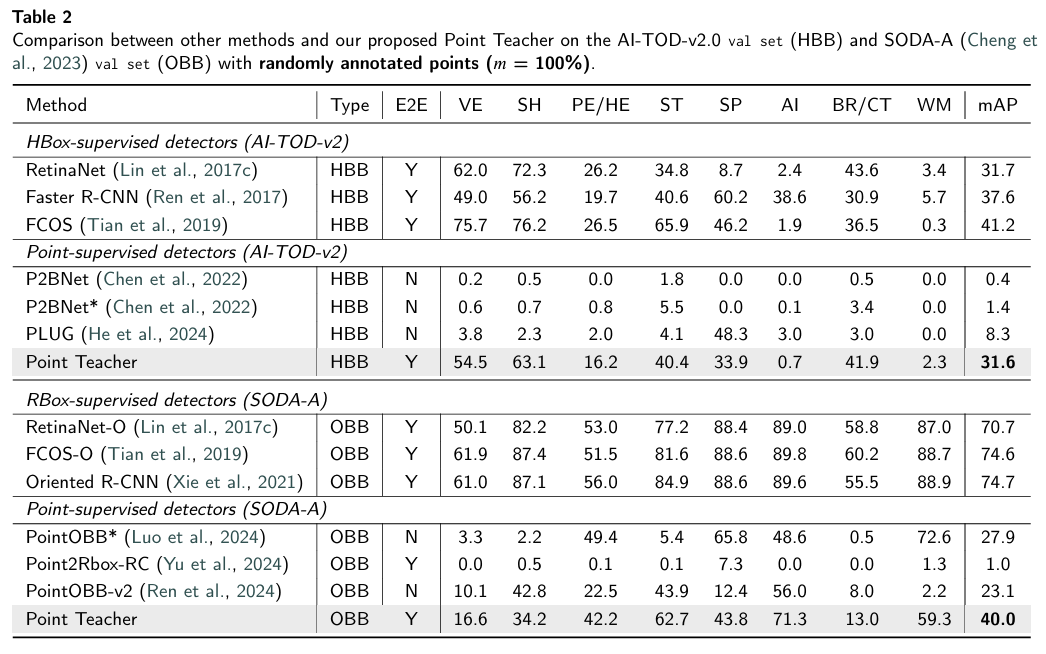 Table 2
Comparison between other methods and our proposed Point Teacher on the AI-TOD-v2.0 val set (HBB) and SODA-A (Cheng et
al., 2023) val set (OBB) with randomly annotated points (m = 100%).
Method Type E2E VE SH PE/HE ST SP AI BR/CT WM mAP
HBox-supervised detectors (AI-TOD-v2)
RetinaNet (Lin et al., 2017c) HBB Y 62.0 72.3 26.2 34.8 8.7 2.4 43.6 3.4 31.7
Faster R-CNN (Ren et al., 2017) HBB Y 49.0 56.2 19.7 40.6 60.2 38.6 30.9 5.7 37.6
FCOS (Tian et al., 2019) HBB Y 75.7 76.2 26.5 65.9 46.2 1.9 36.5 0.3 41.2
Point-supervised detectors (AI-TOD-v2)
P2BNet (Chen et al., 2022) HBB N 0.2 0.5 0.0 1.8 0.0 0.0 0.5 0.0 0.4
P2BNet* (Chen et al., 2022) HBB N 0.6 0.7 0.8 5.5 0.0 0.1 3.4 0.0 1.4
PLUG (He et al., 2024) HBB N 3.8 2.3 2.0 4.1 48.3 3.0 3.0 0.0 8.3
Point Teacher HBB Y 54.5 63.1 16.2 40.4 33.9 0.7 41.9 2.3 31.6
RBox-supervised detectors (SODA-A)
RetinaNet-O (Lin et al., 2017c) OBB Y 50.1 82.2 53.0 77.2 88.4 89.0 58.8 87.0 70.7
FCOS-O (Tian et al., 2019) OBB Y 61.9 87.4 51.5 81.6 88.6 89.8 60.2 88.7 74.6
Oriented R-CNN (Xie et al., 2021) OBB Y 61.0 87.1 56.0 84.9 88.6 89.6 55.5 88.9 74.7
Point-supervised detectors (SODA-A)
PointOBB* (Luo et al., 2024) OBB N 3.3 2.2 49.4 5.4 65.8 48.6 0.5 72.6 27.9
Point2Rbox-RC (Yu et al., 2024) OBB Y 0.0 0.5 0.1 0.1 7.3 0.0 0.0 1.3 1.0
PointOBB-v2 (Ren et al., 2024) OBB N 10.1 42.8 22.5 43.9 12.4 56.0 8.0 2.2 23.1
Point Teacher OBB Y 16.6 34.2 42.2 62.7 43.8 71.3 13.0 59.3 40.0